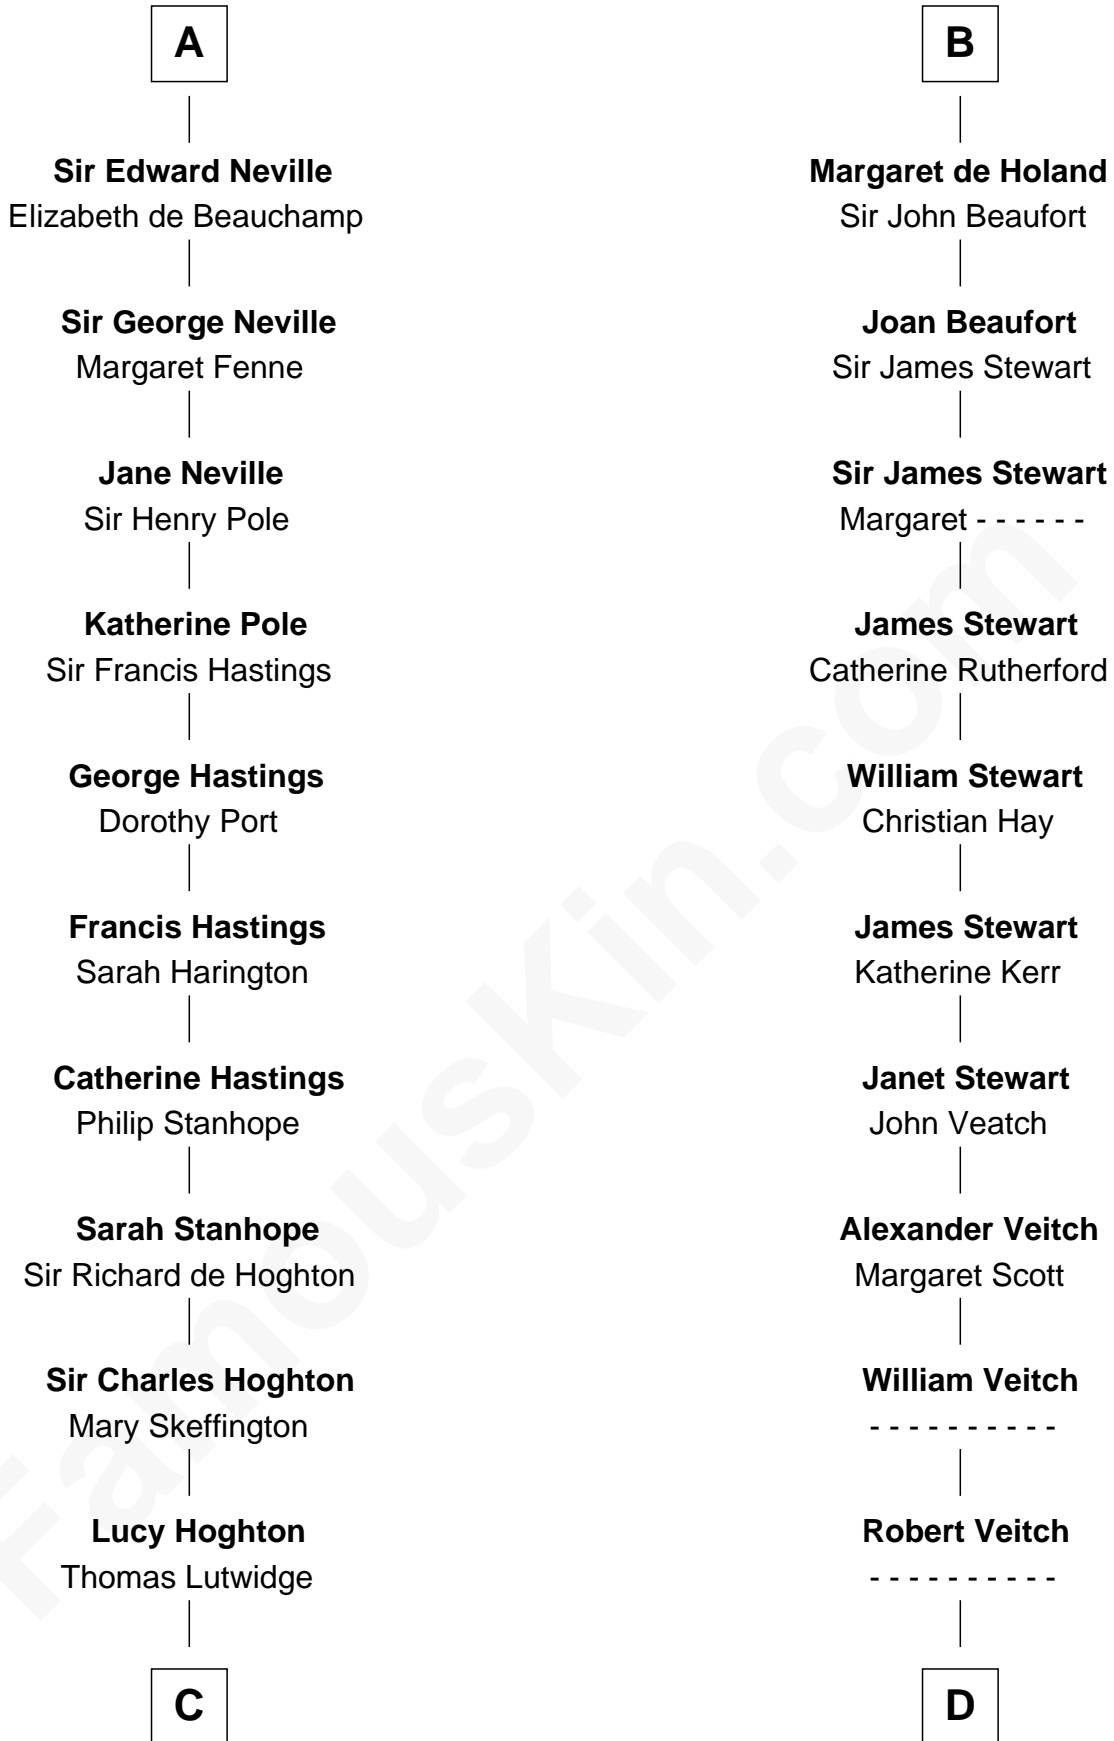 A
Sir Edward Neville
Elizabeth de Beauchamp
Sir George Neville
Margaret Fenne
Jane Neville
Sir Henry Pole
Katherine Pole
Sir Francis Hastings
George Hastings
Dorothy Port
Francis Hastings
Sarah Harington
Catherine Hastings
Philip Stanhope
Sarah Stanhope
Sir Richard de Hoghton
Sir Charles Hoghton
Mary Skeffington
Lucy Hoghton
Thomas Lutwidge
C
B
Margaret de Holand
Sir John Beaufort
Joan Beaufort
Sir James Stewart
Sir James Stewart
Margaret - - - - - -
James Stewart
Catherine Rutherford
William Stewart
Christian Hay
James Stewart
Katherine Kerr
Janet Stewart
John Veatch
Alexander Veitch
Margaret Scott
William Veitch
- - - - - - - - - -
Robert Veitch
- - - - - - - - - -
D
FamousKin.com